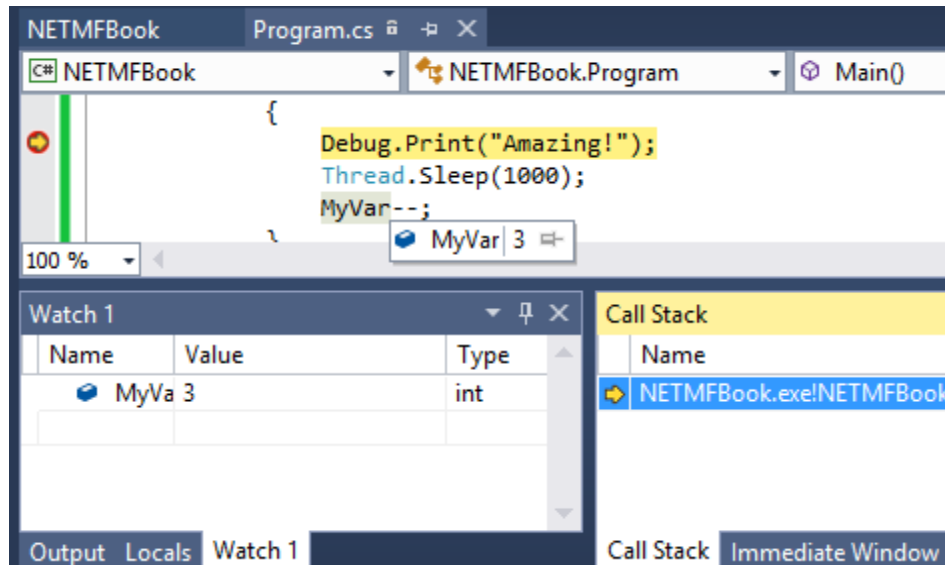 NETMFBook Program.cs
C# NETMFBook NETMFBook.Program Main()
{
Debug.Print("Amazing!");
Thread.Sleep(1000);
MyVar--;
}
MyVar 3
100 %
Watch 1
Name Value Type
MyVa 3 int
Output Locals Watch 1
Call Stack
Name
NETMFBook.exe!NETMFBook
Call Stack Immediate Window